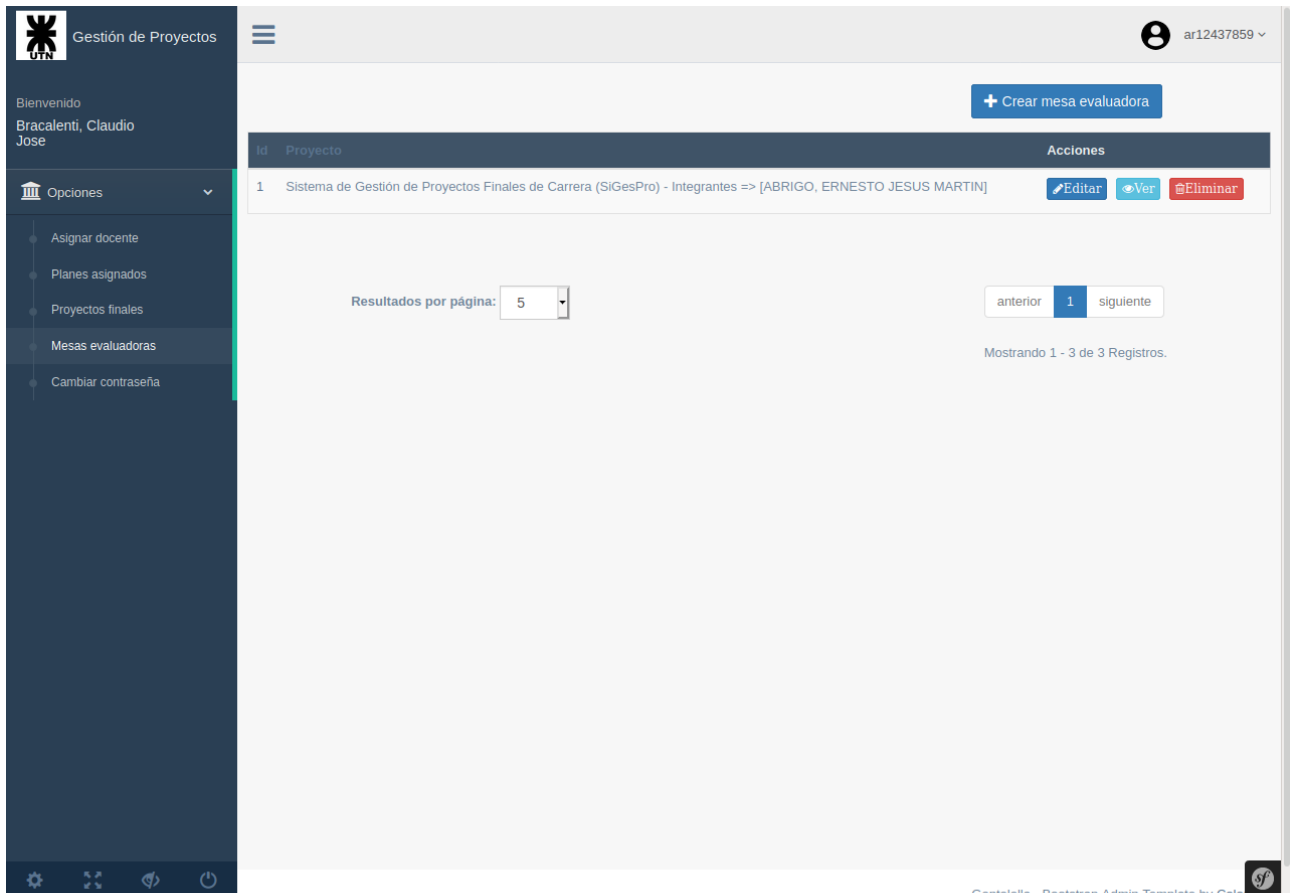 UTN
Gestión de Proyectos
ar12437859
Bienvenido
Bracalenti, Claudio
Jose
Crear mesa evaluadora
Id Proyecto Acciones
Opciones
1 Sistema de Gestión de Proyectos Finales de Carrera (SiGesPro) - Integrantes => [ABRIGO, ERNESTO JESUS MARTIN] Editar Ver Eliminar
Asignar docente
Planes asignados
Proyectos finales
Mesas evaluadoras
Cambiar contraseña
Resultados por página: 5
anterior 1 siguiente
Mostrando 1 - 3 de 3 Registros.
sf